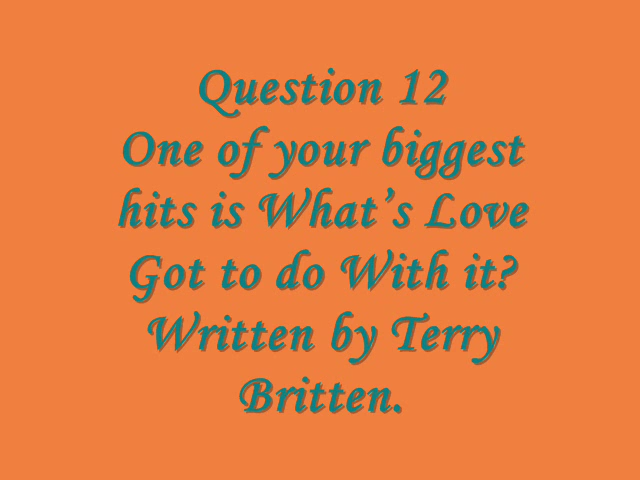 Question 12
One of your biggest
hits is What’s Love
Got to do With it?
Written by Terry
Britten.